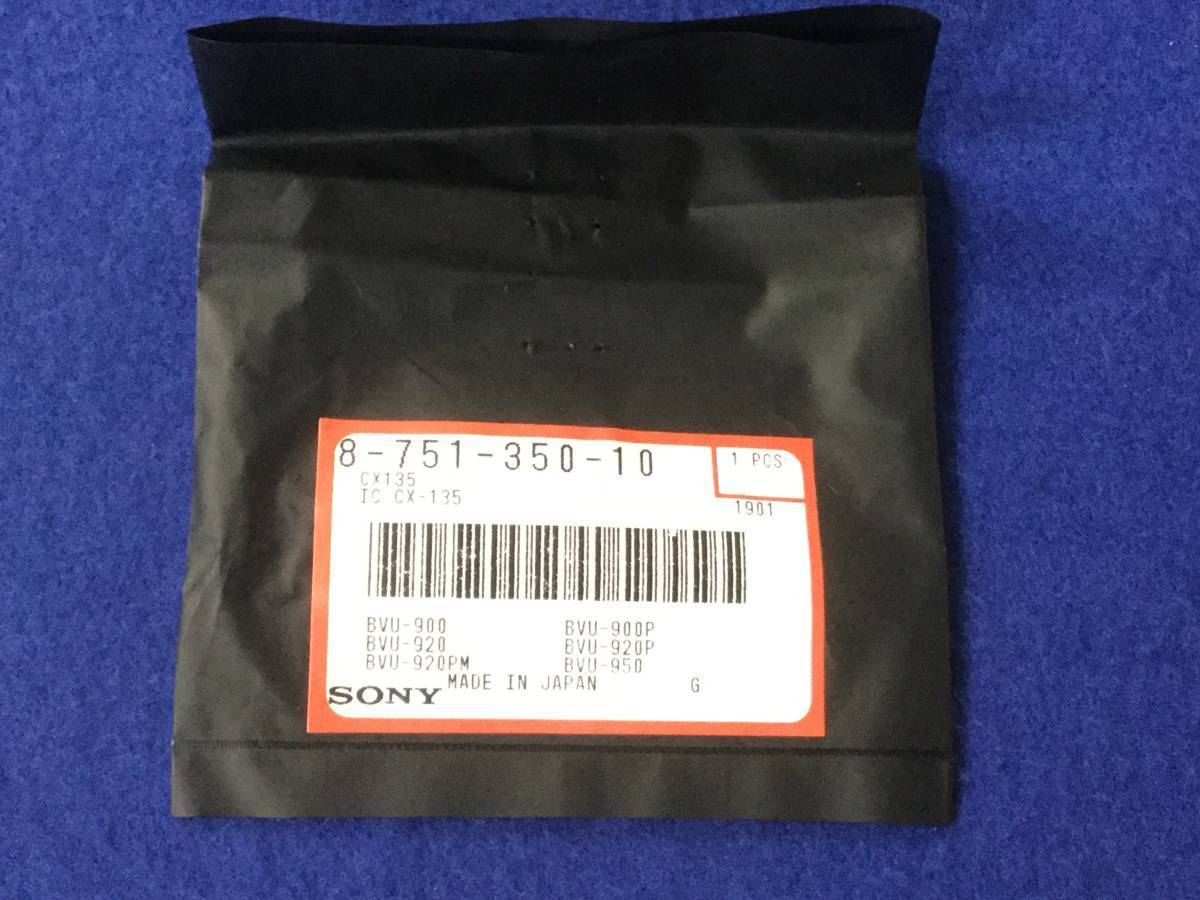 8-751-350-10
1 PCS
CX135
IC CX-135
1901
BVU-900 BVU-900P
BVU-920 BVU-920P
BVU-920PM BVU-950
SONY MADE IN JAPAN G